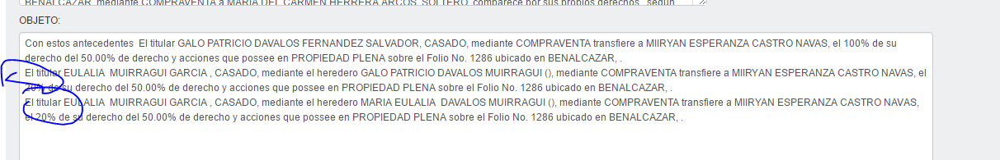 BENALCAZAR, mediante COMPRAVENTA a MARIA DEL CARMEN HERRERA ARCOS, SOLTERO, comparece por sus propios derechos , según
OBJETO:
Con estos antecedentes El titular GALO PATRICIO DAVALOS FERNANDEZ SALVADOR, CASADO, mediante COMPRAVENTA transfiere a MIIRYAN ESPERANZA CASTRO NAVAS, el 100% de su
derecho del 50.00% de derecho y acciones que possee en PROPIEDAD PLENA sobre el Folio No. 1286 ubicado en BENALCAZAR, .
El titular EULALIA MUIRRAGUI GARCIA , CASADO, mediante el heredero GALO PATRICIO DAVALOS MUIRRAGUI (), mediante COMPRAVENTA transfiere a MIIRYAN ESPERANZA CASTRO NAVAS, el
20% de su derecho del 50.00% de derecho y acciones que possee en PROPIEDAD PLENA sobre el Folio No. 1286 ubicado en BENALCAZAR, .
El titular EULALIA MUIRRAGUI GARCIA , CASADO, mediante el heredero MARIA EULALIA DAVALOS MUIRRAGUI (), mediante COMPRAVENTA transfiere a MIIRYAN ESPERANZA CASTRO NAVAS,
el 20% de su derecho del 50.00% de derecho y acciones que possee en PROPIEDAD PLENA sobre el Folio No. 1286 ubicado en BENALCAZAR, .